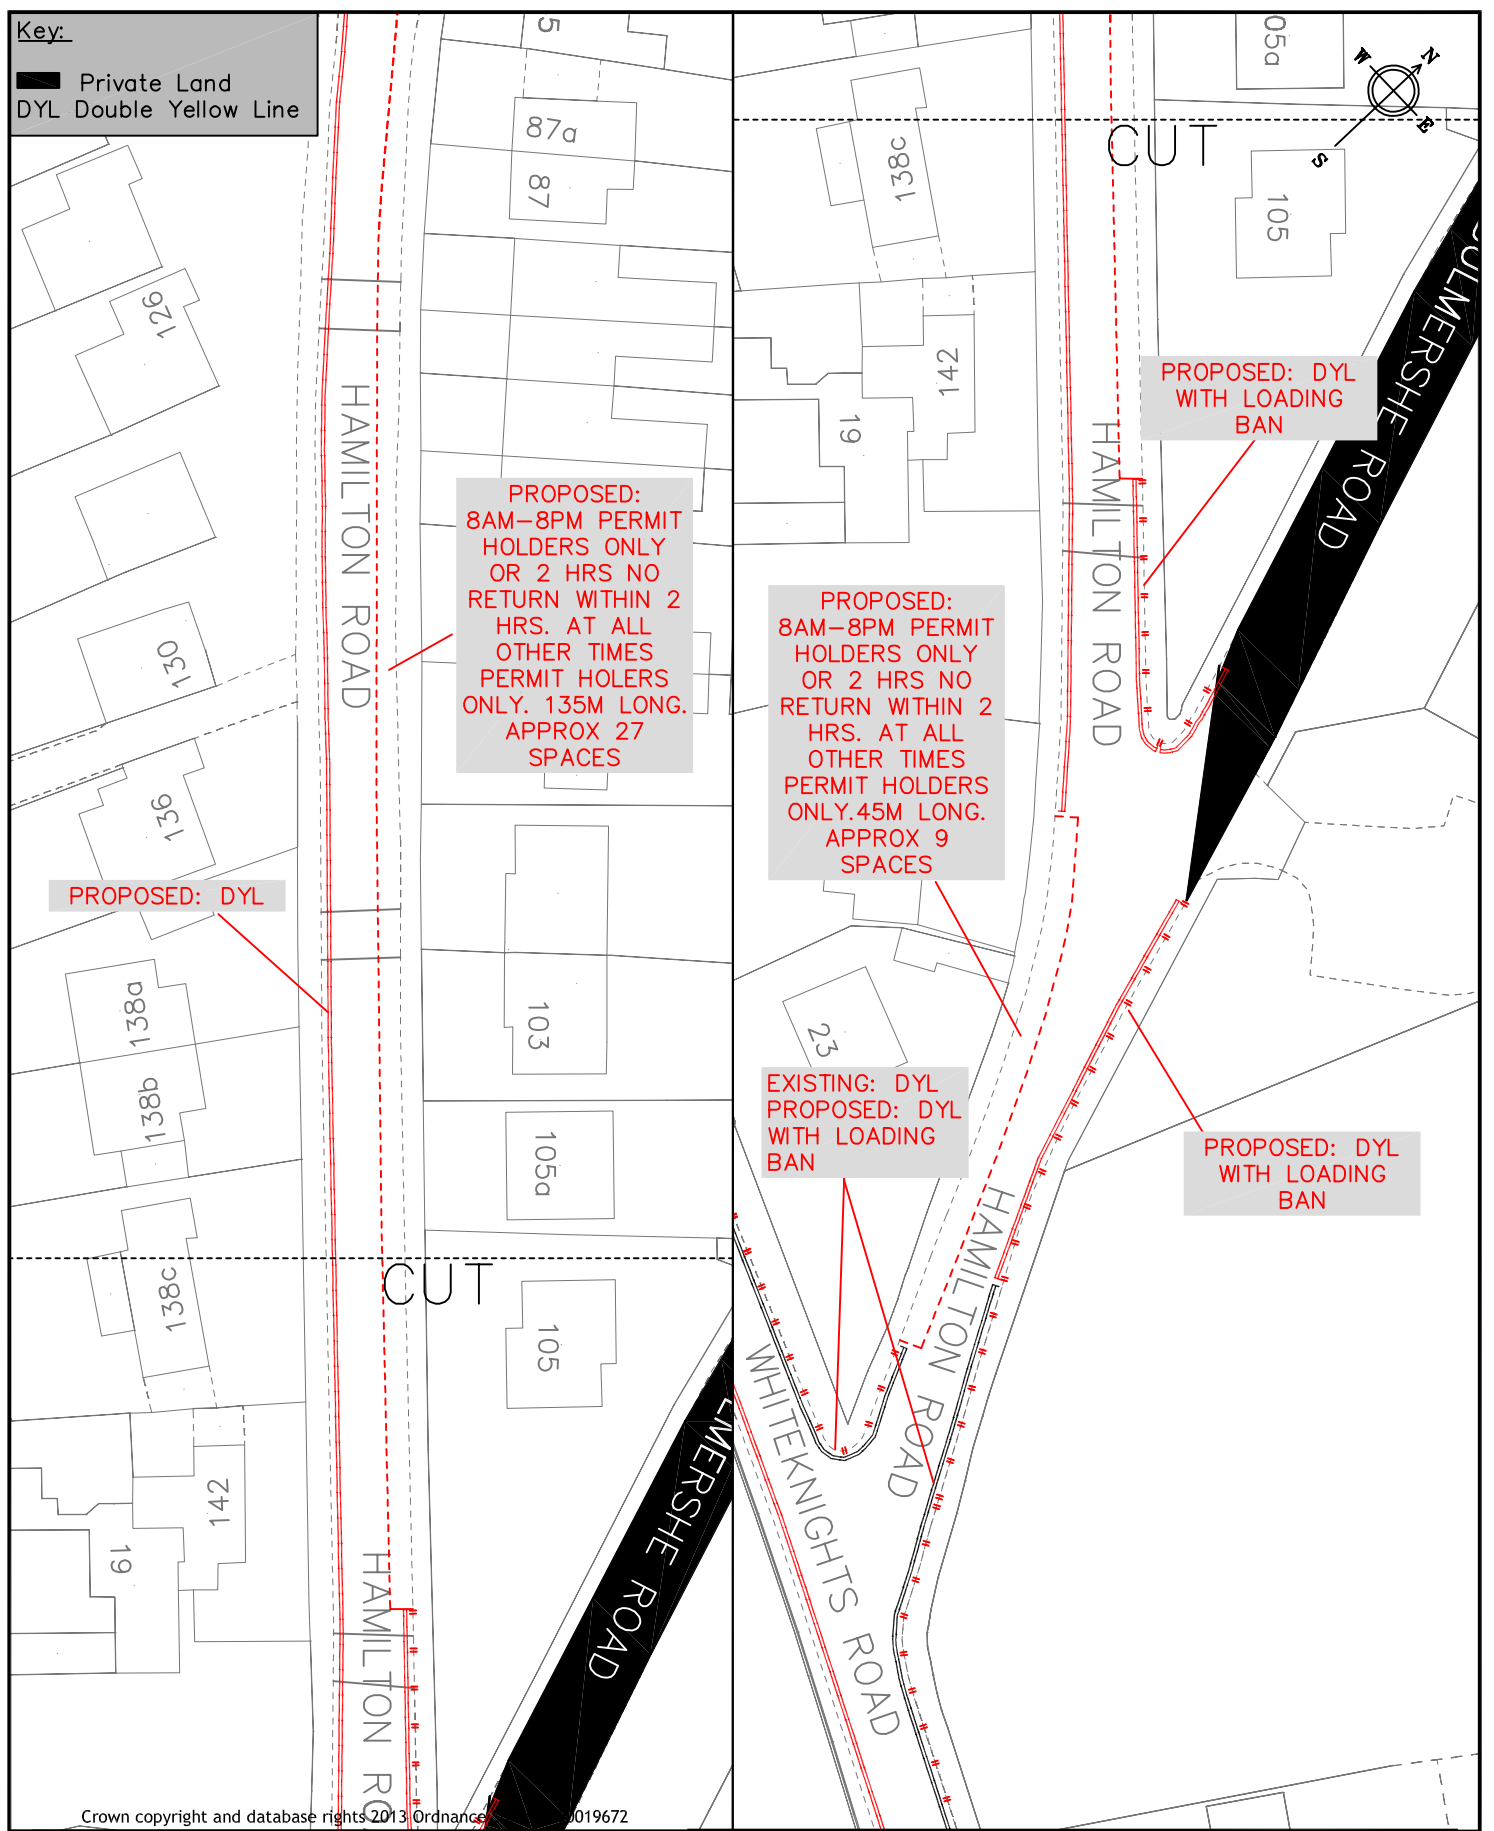 Key:
Private Land
DYL Double Yellow Line
5
87a
87
126
HAMILTON ROAD
PROPOSED:
8AM-8PM PERMIT
HOLDERS ONLY
OR 2 HRS NO
RETURN WITHIN 2
HRS. AT ALL
OTHER TIMES
PERMIT HOLERS
ONLY. 135M LONG.
APPROX 27
SPACES
130
136
PROPOSED: DYL
138a
103
138b
105a
138c
CUT
105
142
19
EMERSHE ROAD
HAMILTON RO
Crown copyright and database rights 2013 Ordnance
0019672
05a
W
N
E
S
CUT
138c
105
PROPOSED: DYL
WITH LOADING
BAN
142
19
HAMILTON ROAD
ULMERSHE ROAD
PROPOSED:
8AM-8PM PERMIT
HOLDERS ONLY
OR 2 HRS NO
RETURN WITHIN 2
HRS. AT ALL
OTHER TIMES
PERMIT HOLDERS
ONLY.45M LONG.
APPROX 9
SPACES
23
EXISTING: DYL
PROPOSED: DYL
WITH LOADING
BAN
PROPOSED: DYL
WITH LOADING
BAN
HAMILTON ROAD
WHITEKNIGHTS ROAD